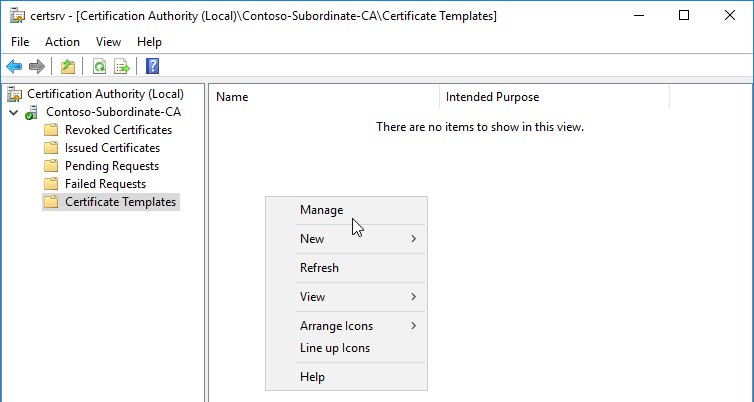 certsrv - [Certification Authority (Local)\Contoso-Subordinate-CA\Certificate Templates]
File Action View Help
Certification Authority (Local)
Contoso-Subordinate-CA
Revoked Certificates
Issued Certificates
Pending Requests
Failed Requests
Certificate Templates
Name Intended Purpose
There are no items to show in this view.
Manage
New
Refresh
View
Arrange Icons
Line up Icons
Help